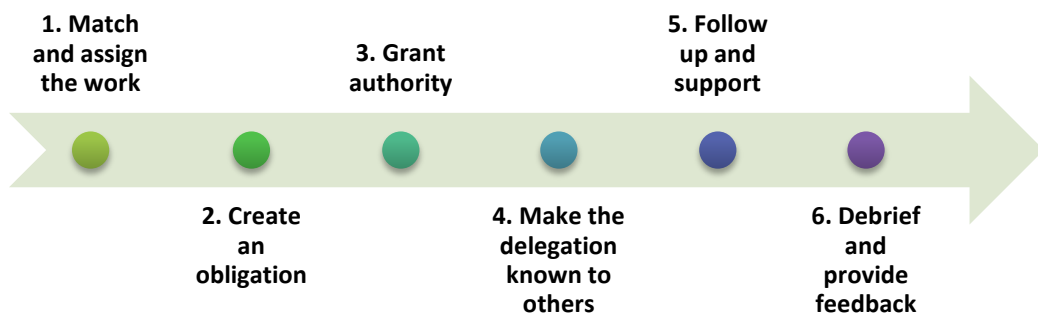 1. Match
and assign
the work
2. Create
an
obligation
3. Grant
authority
4. Make the
delegation
known to
others
5. Follow
up and
support
6. Debrief
and
provide
feedback